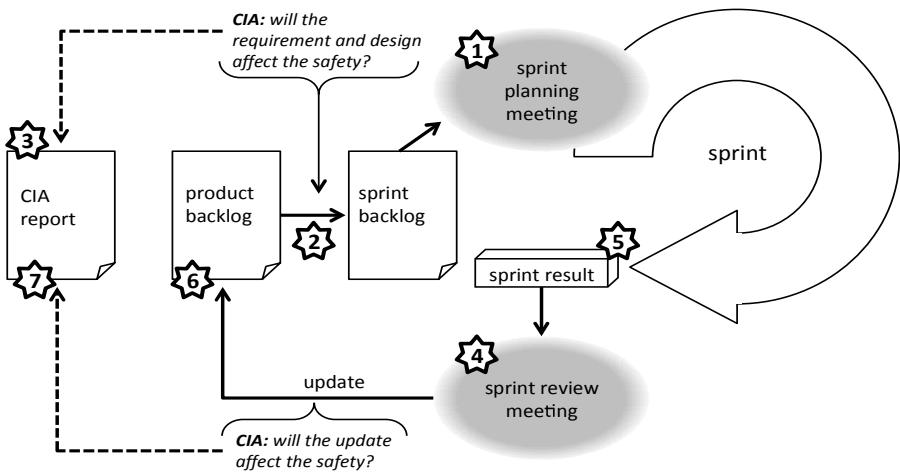 CIA: will the
requirement and design
affect the safety?
1
sprint
planning
meeting
3
CIA
report
7
product
backlog
6
2
sprint
backlog
sprint
5
sprint result
4
sprint review
meeting
update
CIA: will the update
affect the safety?